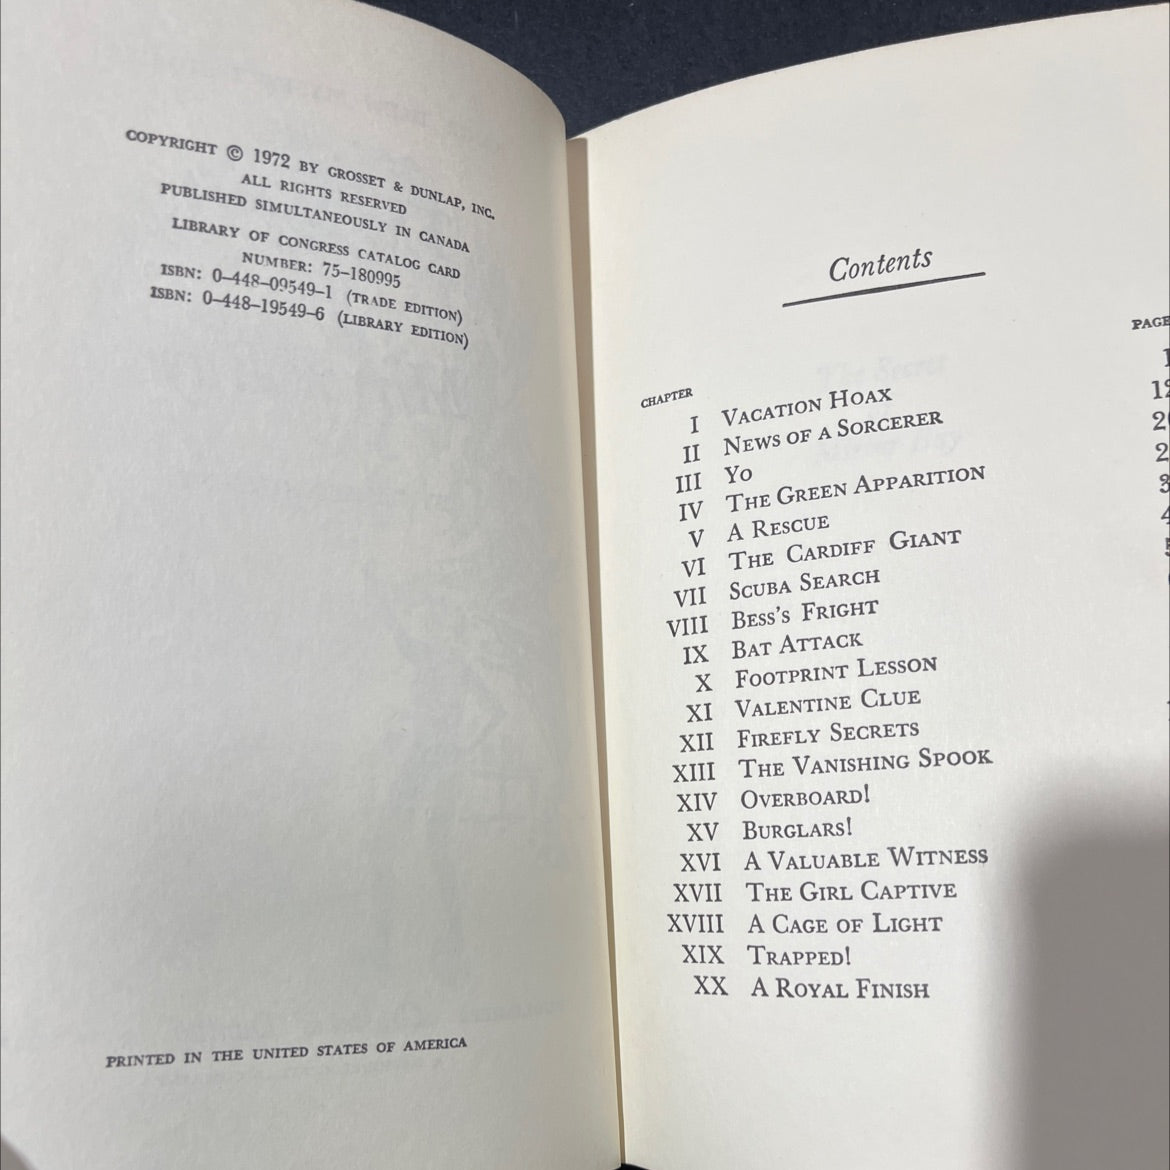 COPYRIGHT © 1972 BY GROSSET & DUNLAP, INC.
ALL RIGHTS RESERVED
PUBLISHED SIMULTANEOUSLY IN CANADA
LIBRARY OF CONGRESS CATALOG CARD
NUMBER: 75-180995
ISBN: 0-448-09549-1 (TRADE EDITION)
ISBN: 0-448-19549-6 (LIBRARY EDITION)
PRINTED IN THE UNITED STATES OF AMERICA
Contents
CHAPTER PAGE
I VACATION HOAX 1
II NEWS OF A SORCERER 12
III YO
IV THE GREEN APPARITION
V A RESCUE
VI THE CARDIFF GIANT
VII SCUBA SEARCH
VIII BESS'S FRIGHT
IX BAT ATTACK
X FOOTPRINT LESSON
XI VALENTINE CLUE
XII FIREFLY SECRETS
XIII THE VANISHING SPOOK
XIV OVERBOARD!
XV BURGLARS!
XVI A VALUABLE WITNESS
XVII THE GIRL CAPTIVE
XVIII A CAGE OF LIGHT
XIX TRAPPED!
XX A ROYAL FINISH